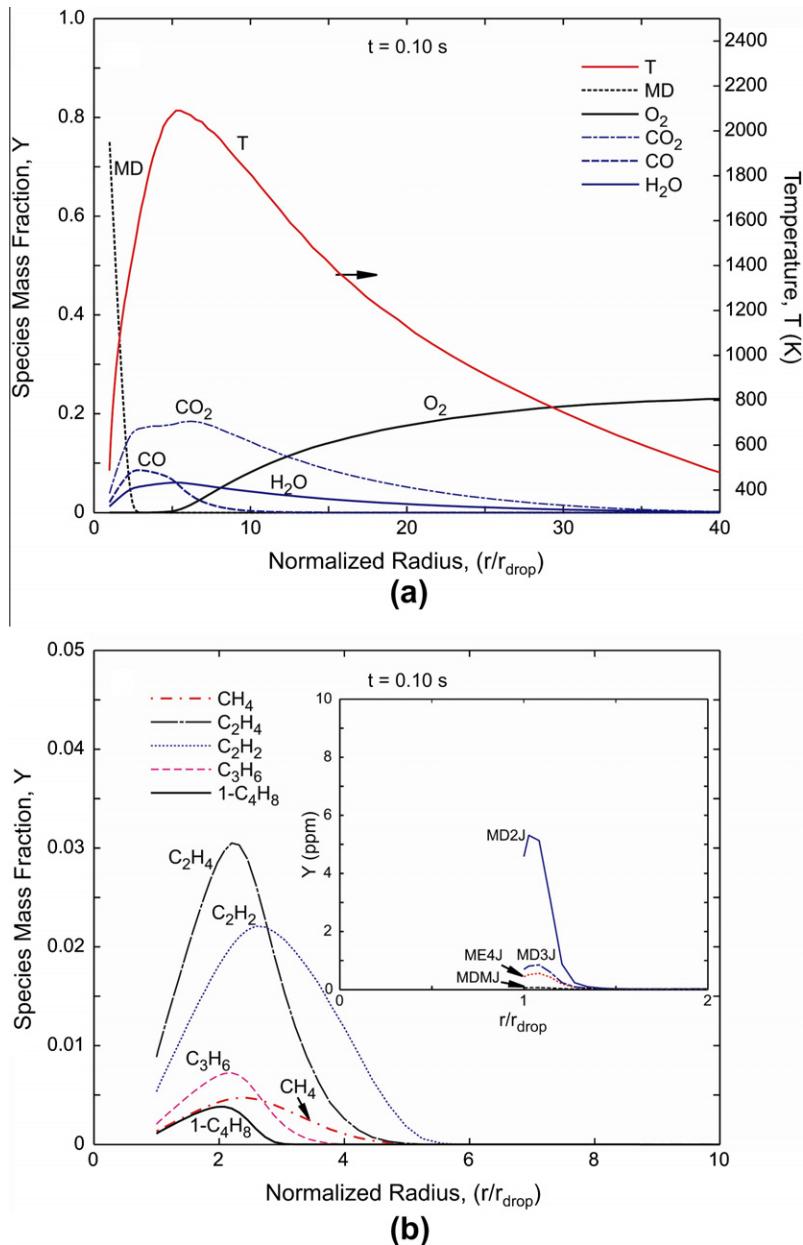 t = 0.10 s
T
MD
O2
CO2
CO
H2O
MD
T
CO2
O2
CO
H2O
1.0
0.8
0.6
0.4
0.2
0
Species Mass Fraction, Y
2400
2200
2000
1800
1600
1400
1200
1000
800
600
400
Temperature, T (K)
0
10
20
30
40
Normalized Radius, (r/rdrop)
(a)
t = 0.10 s
CH4
C2H4
C2H2
C3H6
1-C4H8
0.05
0.04
0.03
0.02
0.01
0
Species Mass Fraction, Y
C2H4
C2H2
C3H6
CH4
1-C4H8
10
8
6
4
2
0
Y (ppm)
MD2J
ME4J
MD3J
MDMJ
0
1
2
r/rdrop
0
2
4
6
8
10
Normalized Radius, (r/rdrop)
(b)